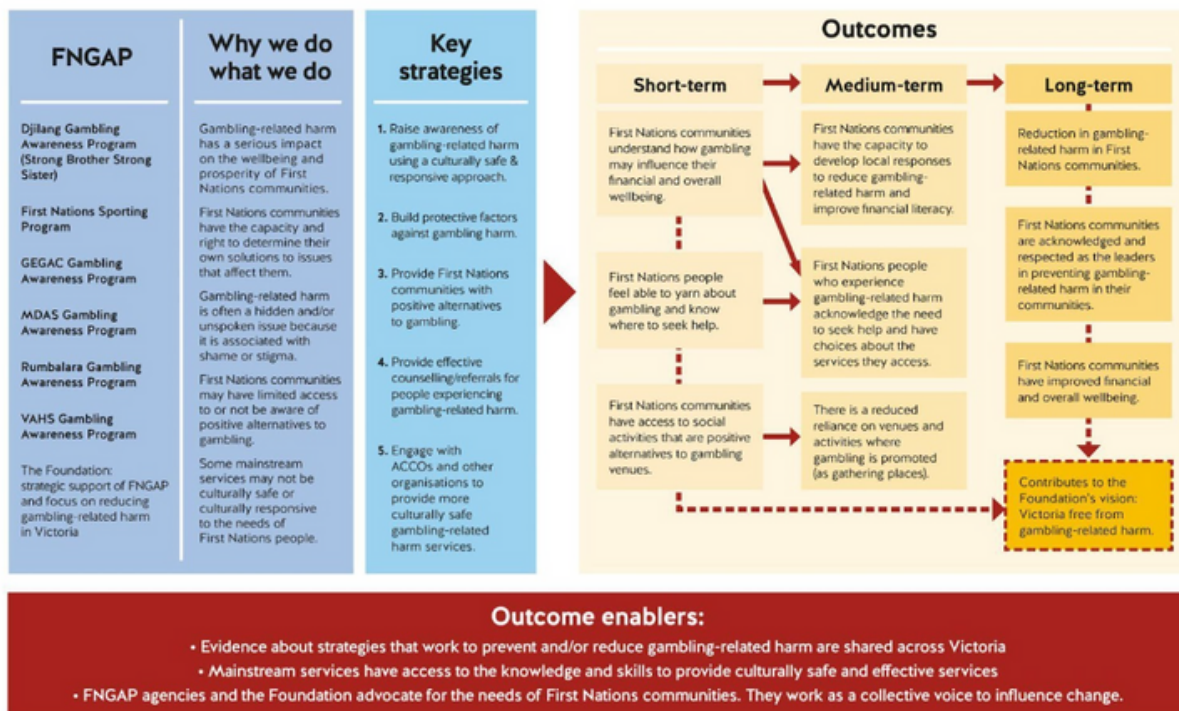 FNGAP
Djilang Gambling
Awareness Program
(Strong Brother Strong
Sister)
First Nations Sporting
Program
GEGAC Gambling
Awareness Program
MDAS Gambling
Awareness Program
Rumbalara Gambling
Awareness Program
VAHS Gambling
Awareness Program
The Foundation:
strategic support of FNGAP
and focus on reducing
gambling-related harm
in Victoria
Why we do
what we do
Gambling-related harm
has a serious impact
on the wellbeing and
prosperity of First
Nations communities.
First Nations communities
have the capacity and
right to determine their
own solutions to issues
that affect them.
Gambling-related harm
is often a hidden and/or
unspoken issue because
it is associated with
shame or stigma.
First Nations communities
may have limited access
to or not be aware of
positive alternatives to
gambling.
Some mainstream
services may not be
culturally safe or
culturally responsive
to the needs of
First Nations people.
Key
strategies
1. Raise awareness of
gambling-related harm
using a culturally safe &
responsive approach.
2. Build protective factors
against gambling harm.
3. Provide First Nations
communities with
positive alternatives
to gambling.
4. Provide effective
counselling/referrals for
people experiencing
gambling-related harm.
5. Engage with
ACCOs and other
organisations to
provide more
culturally safe
gambling-related
harm services.
Outcomes
Short-term
First Nations communities
understand how gambling
may influence their
financial and overall
wellbeing.
First Nations people
feel able to yarn about
gambling and know
where to seek help.
First Nations communities
have access to social
activities that are positive
alternatives to gambling
venues.
Medium-term
First Nations communities
have the capacity to
develop local responses
to reduce gambling-
related harm and
improve financial literacy.
First Nations people
who experience
gambling-related harm
acknowledge the need
to seek help and have
choices about the
services they access.
There is a reduced
reliance on venues and
activities where
gambling is promoted
(as gathering places).
Long-term
Reduction in gambling-
related harm in First
Nations communities.
First Nations communities
are acknowledged and
respected as the leaders
in preventing gambling-
related harm in their
communities.
First Nations communities
have improved financial
and overall wellbeing.
Contributes to the
Foundation's vision:
Victoria free from
gambling-related harm.
Outcome enablers:
• Evidence about strategies that work to prevent and/or reduce gambling-related harm are shared across Victoria
• Mainstream services have access to the knowledge and skills to provide culturally safe and effective services
• FNGAP agencies and the Foundation advocate for the needs of First Nations communities. They work as a collective voice to influence change.